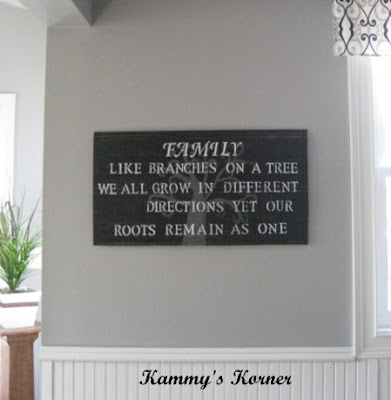 FAMILY
LIKE BRANCHES ON A TREE
WE ALL GROW IN DIFFERENT
DIRECTIONS YET OUR
ROOTS REMAIN AS ONE
Kammy's Korner